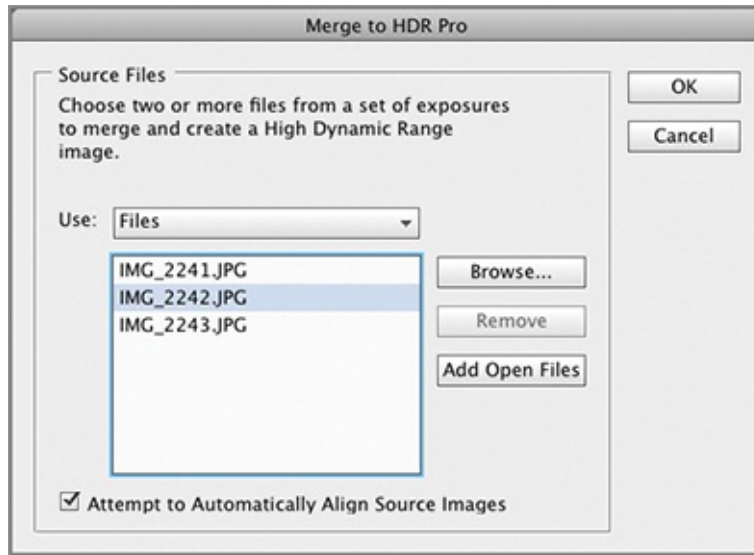 Merge to HDR Pro
Source Files
Choose two or more files from a set of exposures
to merge and create a High Dynamic Range
image.
OK
Cancel
Use: Files
IMG_2241.JPG
IMG_2242.JPG
IMG_2243.JPG
Browse...
Remove
Add Open Files
Attempt to Automatically Align Source Images